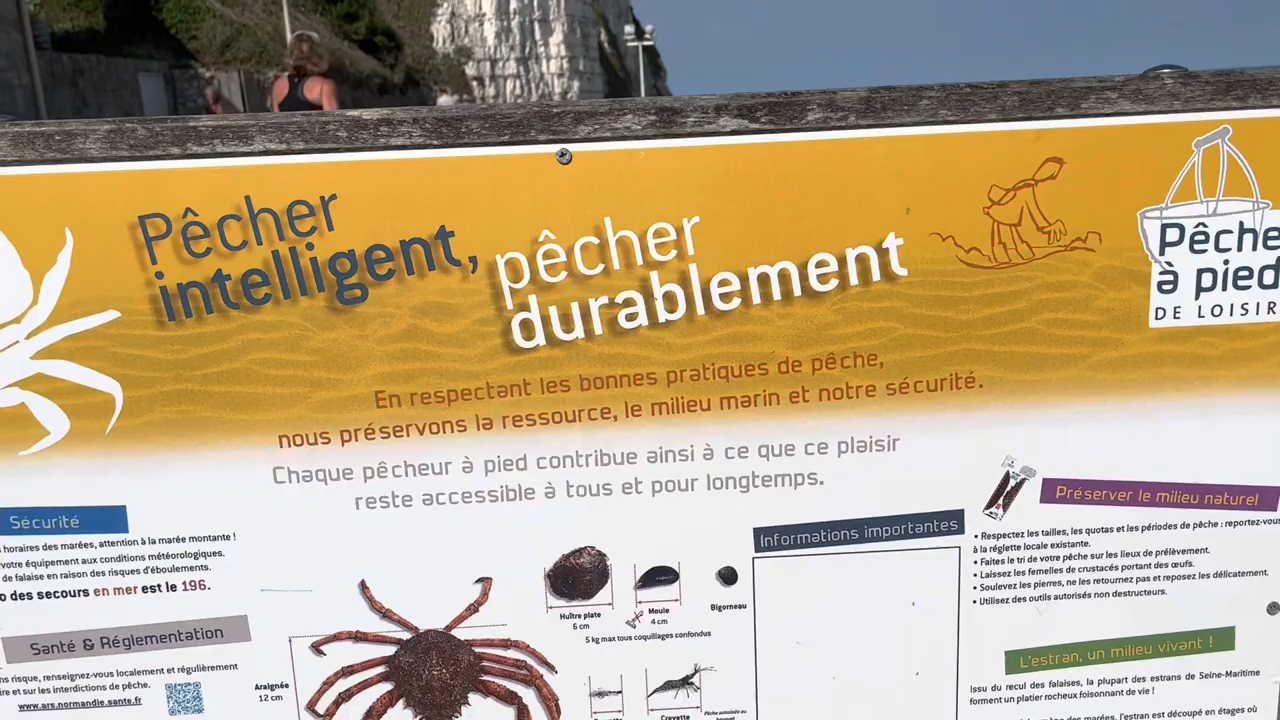 Pêcher
intelligent,
pêcher
durablement
Pêche
à pied
DE LOISIR
En respectant les bonnes pratiques de pêche,
nous préservons la ressource, le milieu marin et notre sécurité.
Chaque pêcheur à pied contribue ainsi à ce que ce plaisir
reste accessible à tous et pour longtemps.
Sécurité
horaires des marées, attention à la marée montante !
votre équipement aux conditions météorologiques.
de falaise en raison des risques d'éboulements.
des secours en mer est le 196.
Santé & Réglementation
risque, renseignez-vous localement et régulièrement
et sur les interdictions de pêche.
www.ars.normandie.sante.fr
Araignée
12 cm
Huître plate
6 cm
Moule
4 cm
Bigorneau
5 kg max tous coquillages confondus
Crevette
Pêche autorisée au
Informations importantes
Préserver le milieu naturel
• Respectez les tailles, les quotas et les périodes de pêche : reportez-vous
à la réglette locale existante.
• Faites le tri de votre pêche sur les lieux de prélèvement.
• Laissez les femelles de crustacés portant des œufs.
• Soulevez les pierres, ne les retournez pas et reposez les délicatement.
• Utilisez des outils autorisés non destructeurs.
L'estran, un milieu vivant !
Issu du recul des falaises, la plupart des estrans de Seine-Maritime
forment un platier rocheux foisonnant de vie !
des marées, l'estran est découpé en étages où